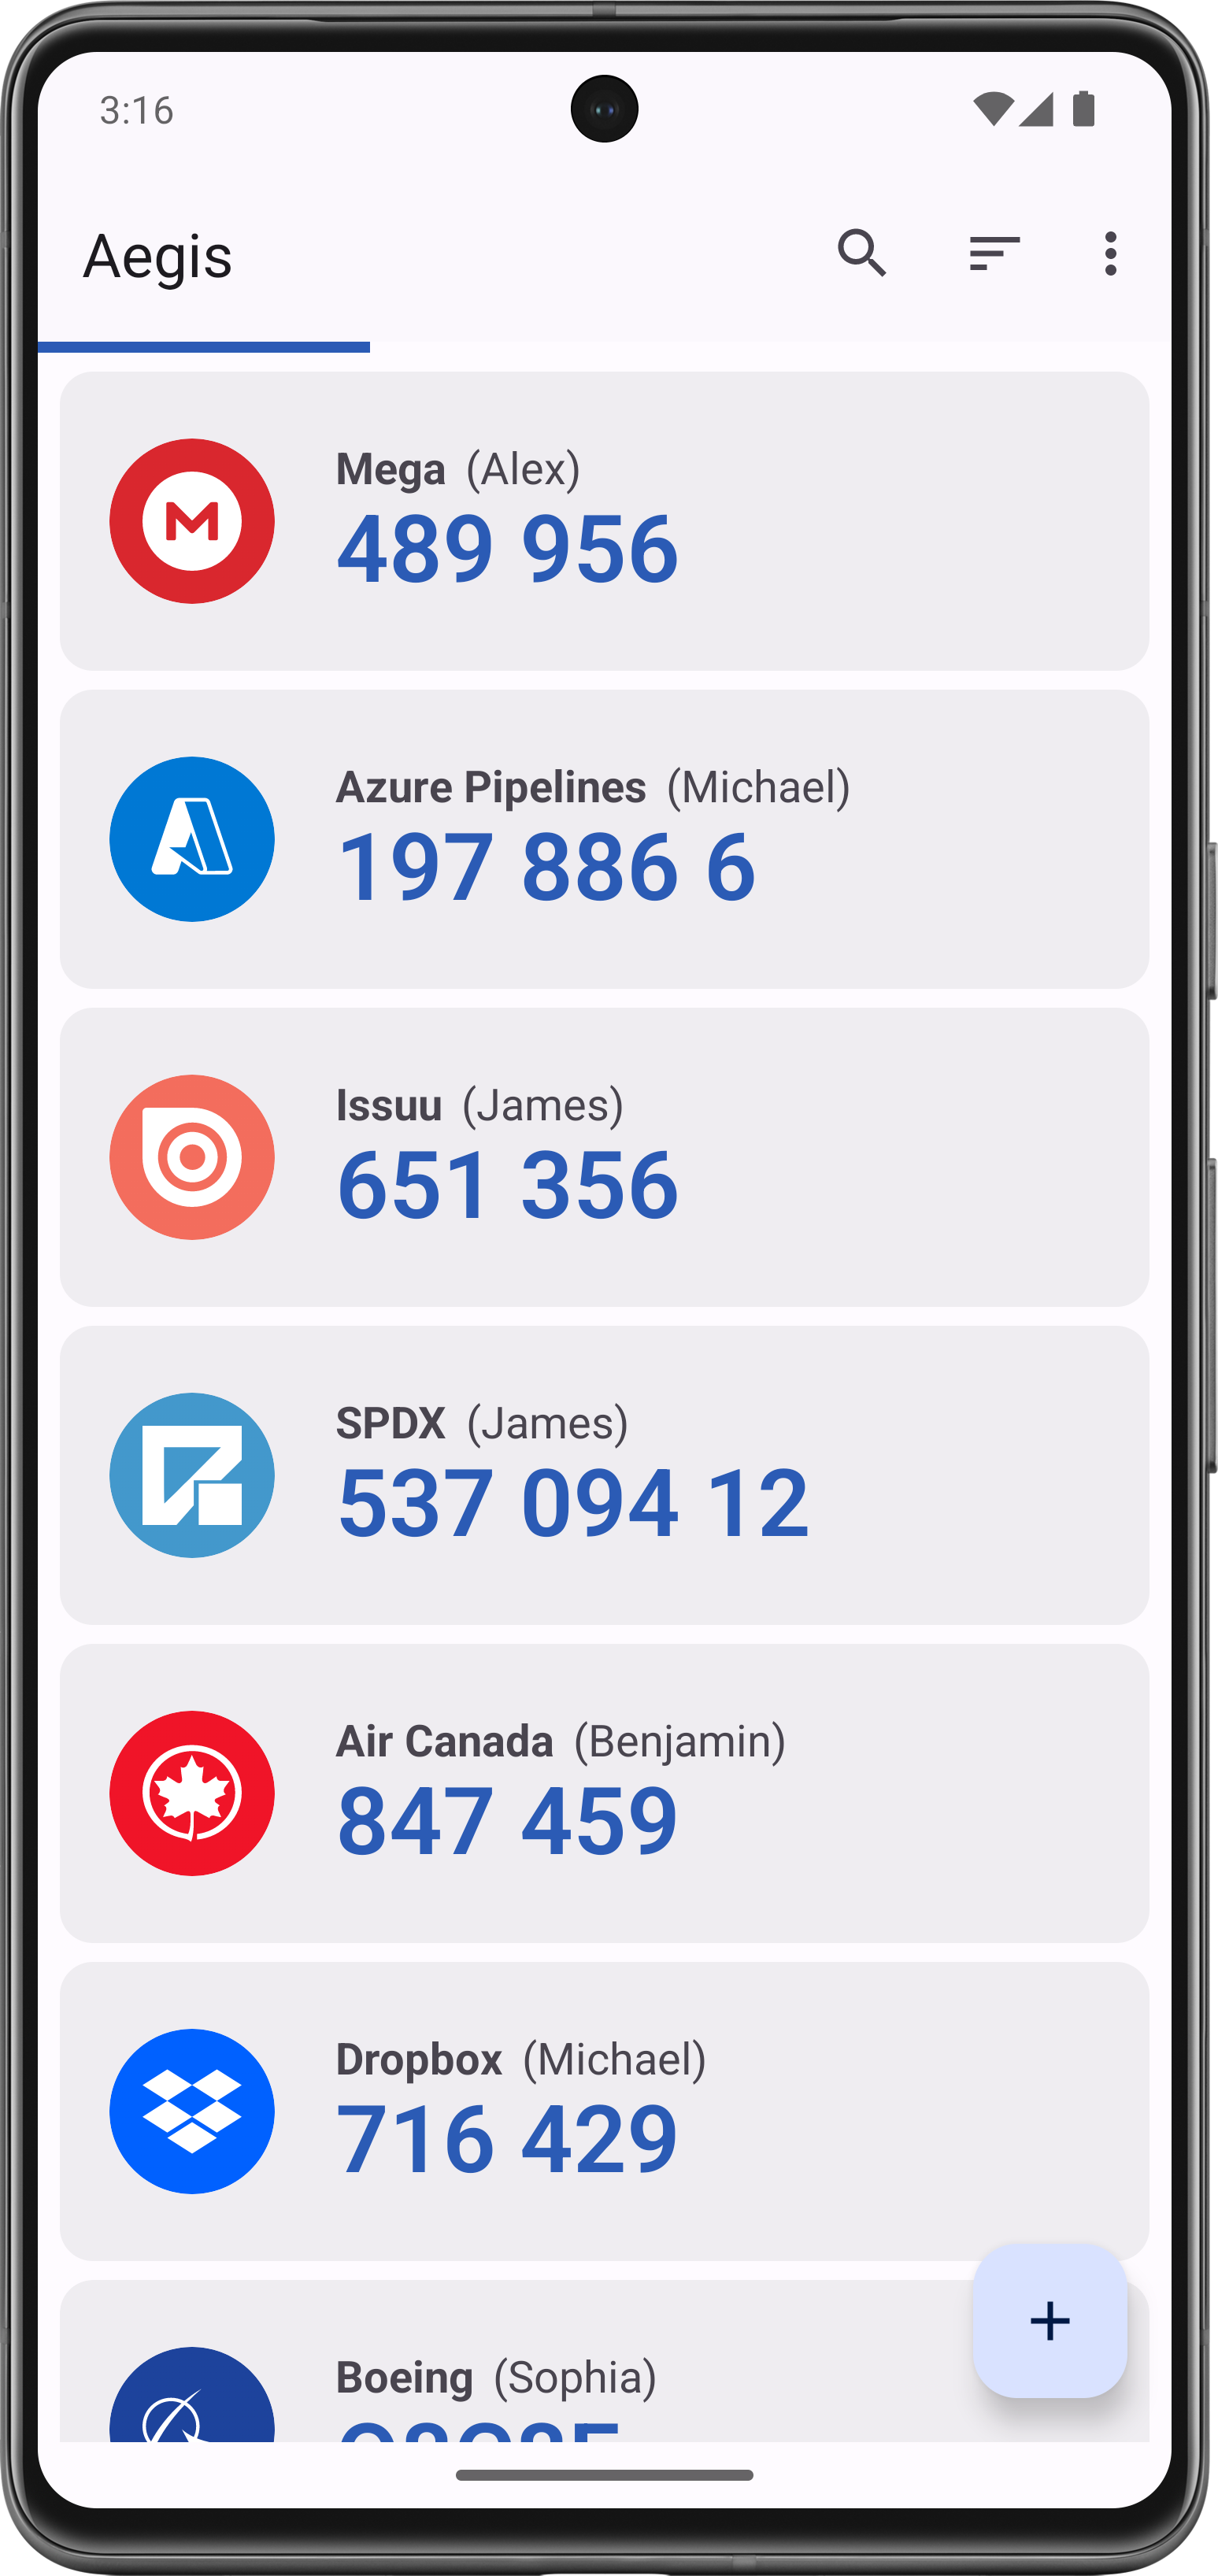 3:16
Aegis
Mega (Alex)
489 956
Azure Pipelines (Michael)
197 886 6
Issuu (James)
651 356
SPDX (James)
537 094 12
Air Canada (Benjamin)
847 459
Dropbox (Michael)
716 429
Boeing (Sophia)